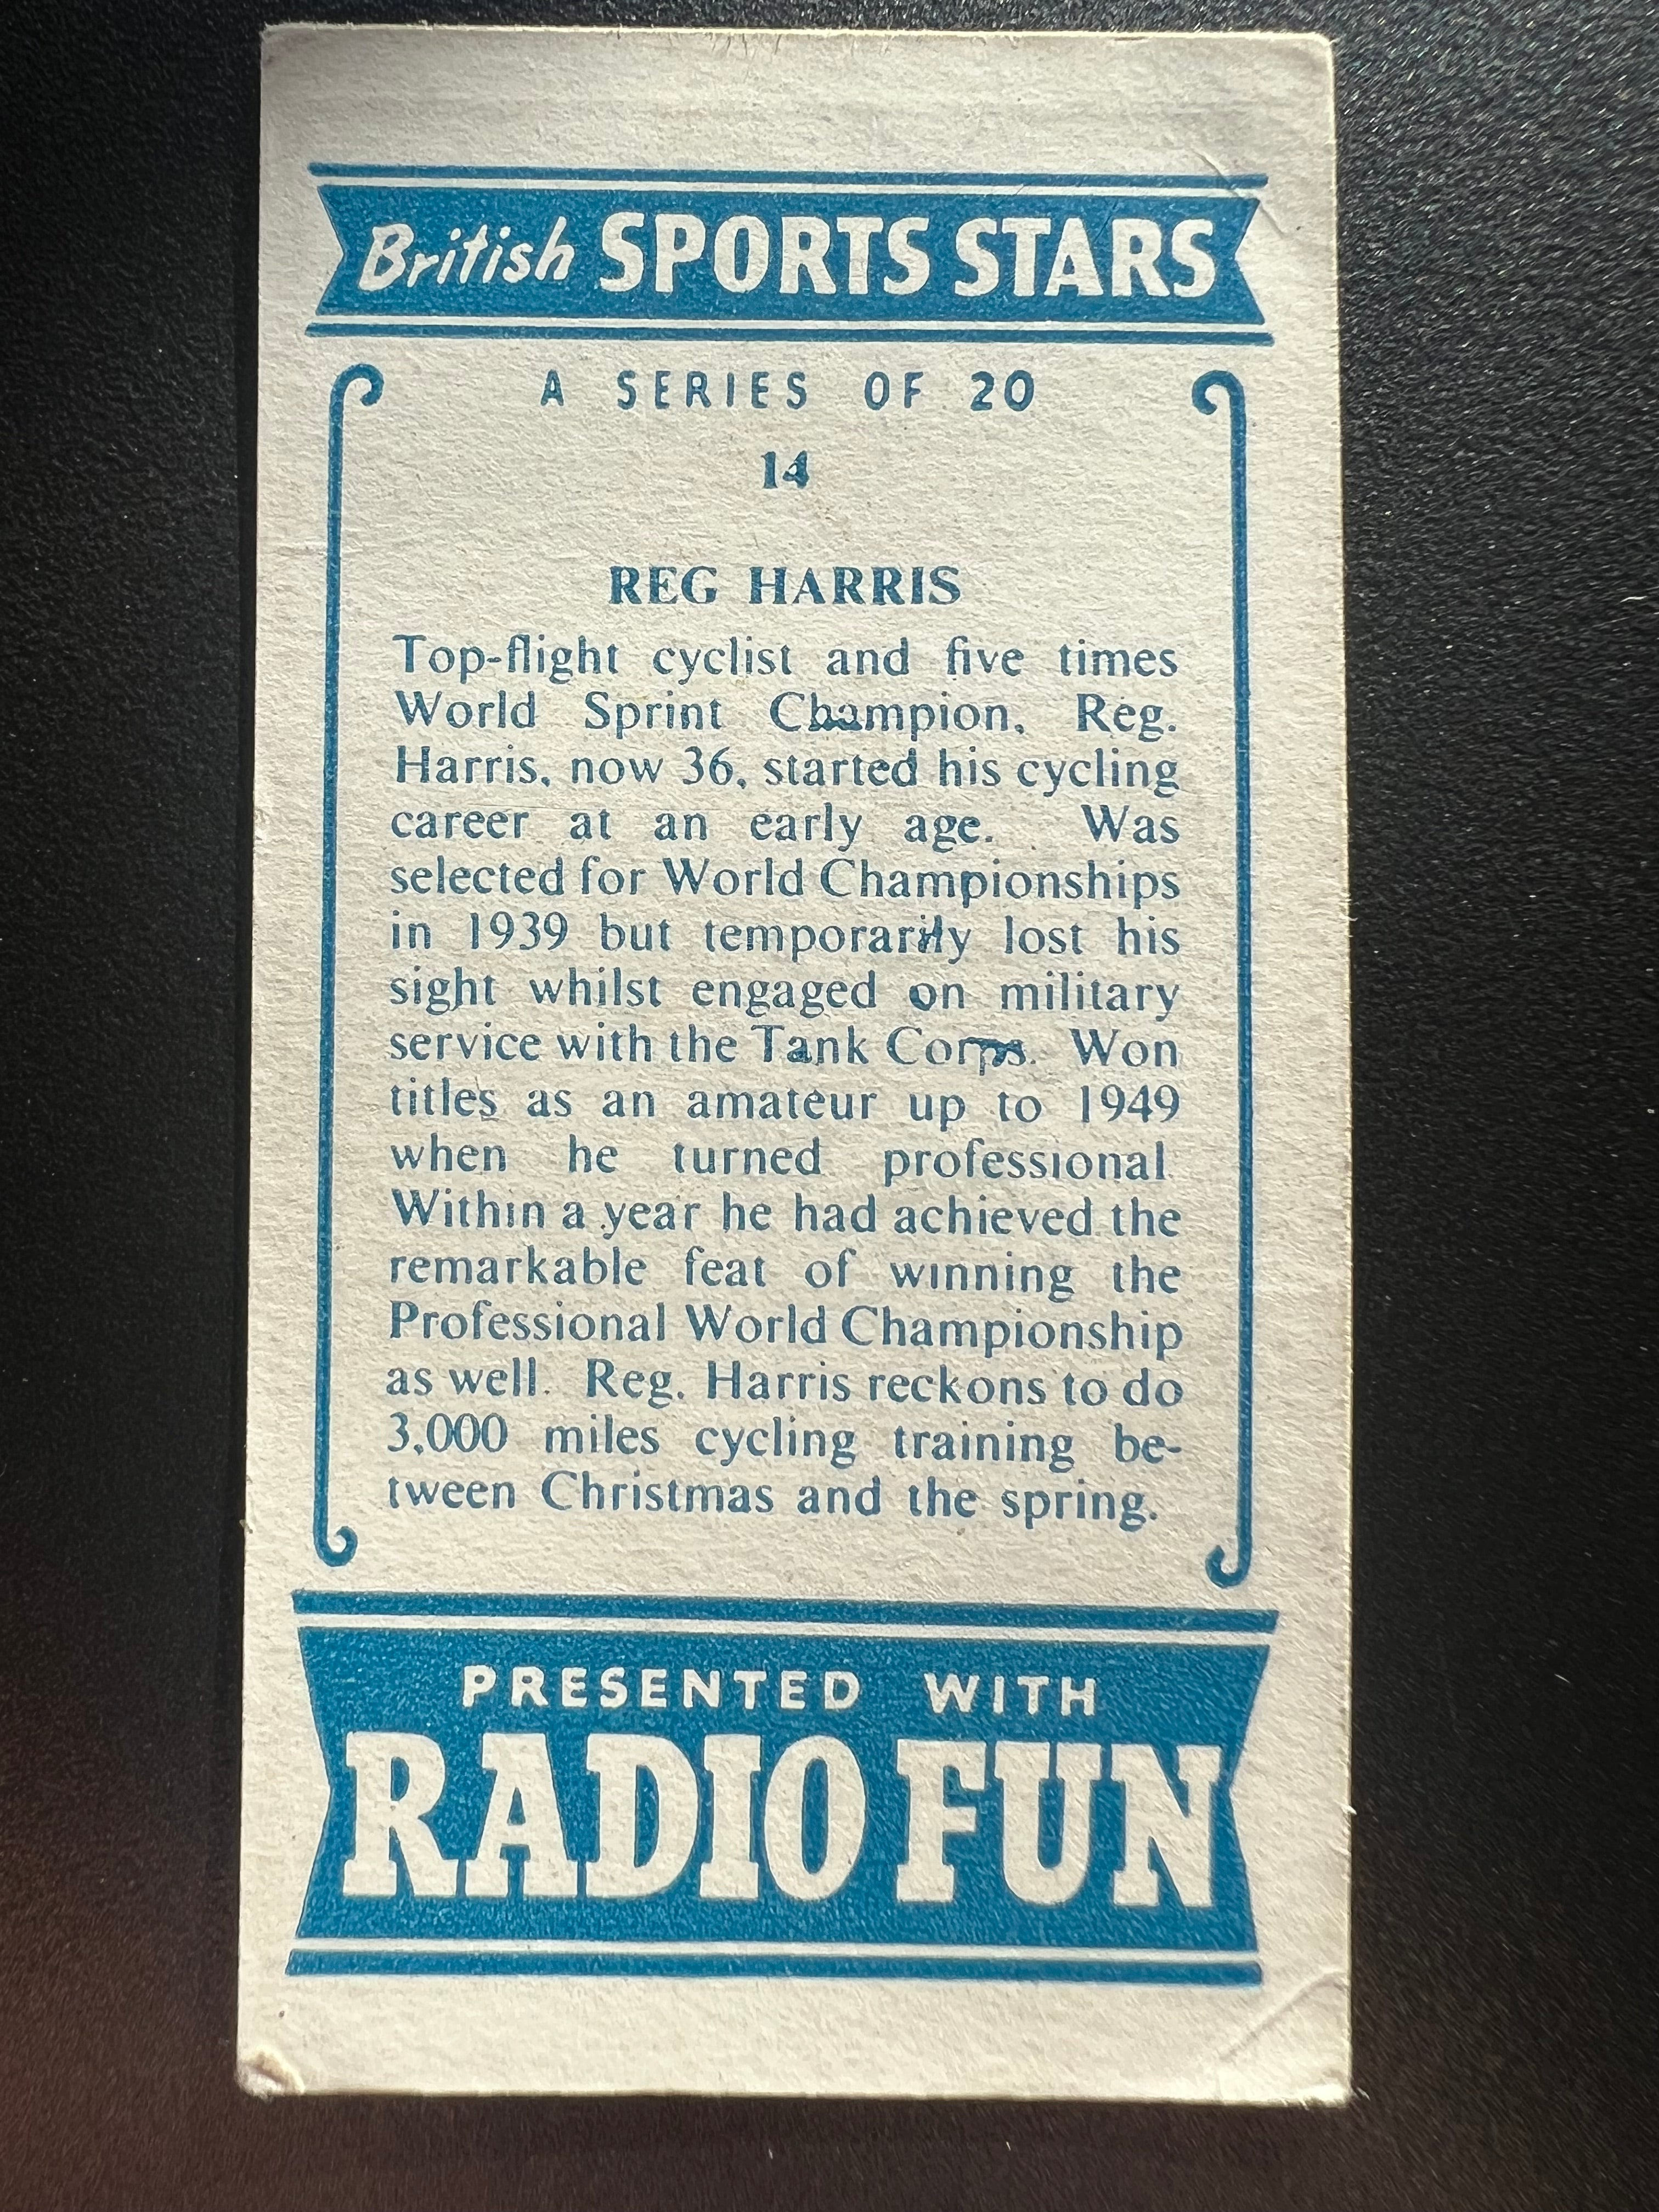 British SPORTS STARS
A SERIES OF 20
14
REG HARRIS
Top-flight cyclist and five times
World Sprint Champion, Reg.
Harris, now 36, started his cycling
career at an early age. Was
selected for World Championships
in 1939 but temporarily lost his
sight whilst engaged on military
service with the Tank Corps. Won
titles as an amateur up to 1949
when he turned professional.
Within a year he had achieved the
remarkable feat of winning the
Professional World Championship
as well. Reg. Harris reckons to do
3,000 miles cycling training be-
tween Christmas and the spring.
PRESENTED WITH
RADIO FUN